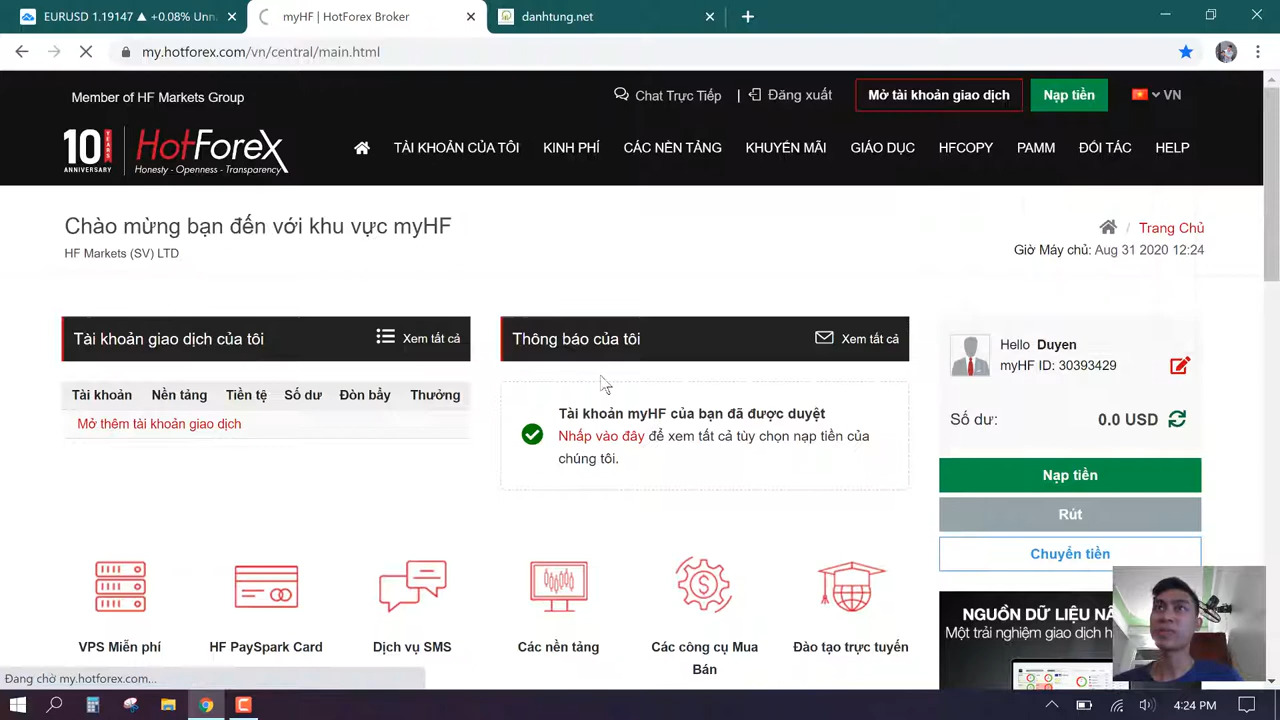 EURUSD 1.19147 ▲ +0.08% Unn
myHF | HotForex Broker
danhtung.net
my.hotforex.com/vn/central/main.html
Member of HF Markets Group
Chat Trực Tiếp | Đăng xuất
Mở tài khoản giao dịch
Nạp tiền
VN
10 YEARS ANNIVERSARY
HotForex
Honesty - Openness - Transparency
TÀI KHOẢN CỦA TÔI KINH PHÍ CÁC NỀN TẢNG KHUYẾN MÃI GIÁO DỤC HFCOPY PAMM ĐỐI TÁC HELP
Chào mừng bạn đến với khu vực myHF
HF Markets (SV) LTD
/ Trang Chủ
Giờ Máy chủ: Aug 31 2020 12:24
Tài khoản giao dịch của tôi
Xem tất cả
Tài khoản Nền tảng Tiền tệ Số dư Đòn bẩy Thưởng
Mở thêm tài khoản giao dịch
Thông báo của tôi
Xem tất cả
Tài khoản myHF của bạn đã được duyệt
Nhấp vào đây để xem tất cả tùy chọn nạp tiền của
chúng tôi.
Hello Duyen
myHF ID: 30393429
Số dư: 0.0 USD
Nạp tiền
Rút
Chuyển tiền
VPS Miễn phí
HF PaySpark Card
Dịch vụ SMS
Các nền tảng
Các công cụ Mua
Bán
Đào tạo trực tuyến
NGUỒN DỮ LIỆU NÂ
Một trải nghiệm giao dịch h
Đang chờ my.hotforex.com...
4:24 PM